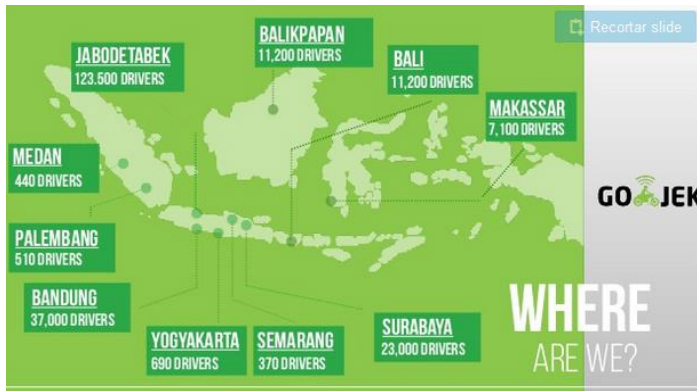 Recortar slide
BALIKPAPAN
11,200 DRIVERS
JABODETABEK
123.500 DRIVERS
BALI
11,200 DRIVERS
MAKASSAR
7,100 DRIVERS
MEDAN
440 DRIVERS
GO JEK
PALEMBANG
510 DRIVERS
BANDUNG
37,000 DRIVERS
YOGYAKARTA
690 DRIVERS
SEMARANG
370 DRIVERS
SURABAYA
23,000 DRIVERS
WHERE
ARE WE?